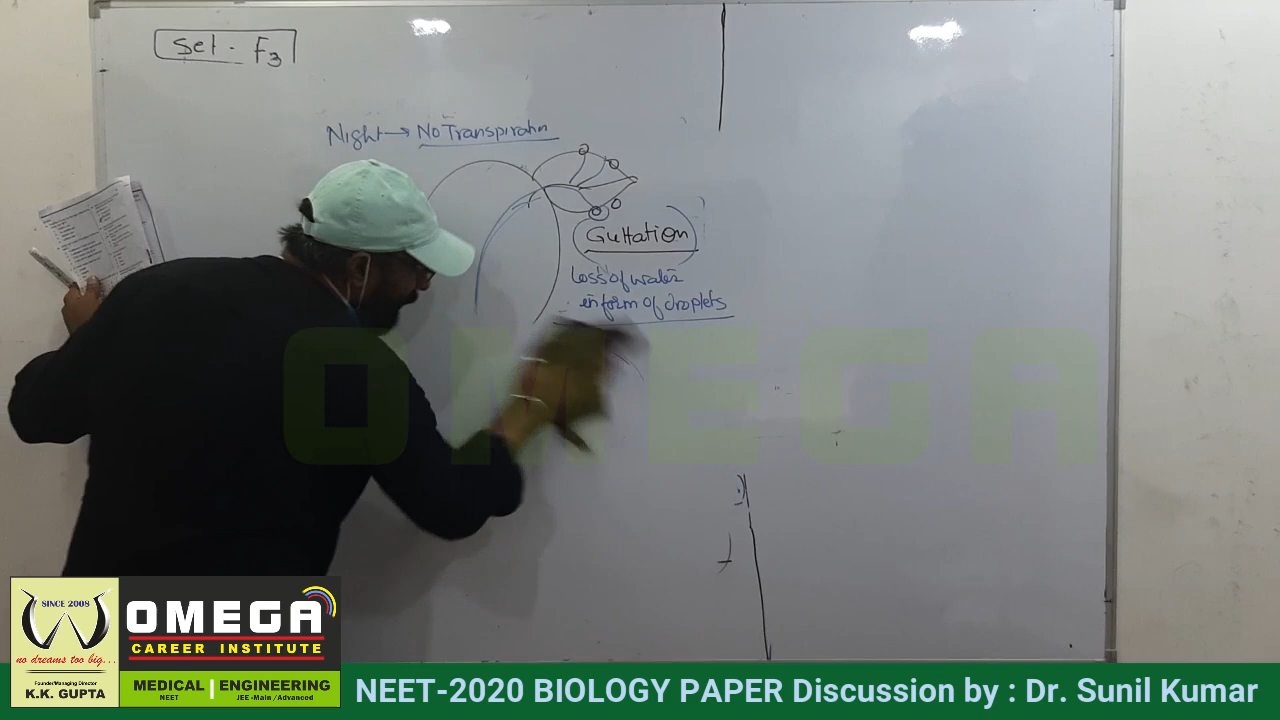 Set - F3
Night → No Transpiratn
Guttation
Loss of water
in form of droplets
OMEGA
SINCE 2008
no dreams too big...
Founder/Managing Director
K.K. GUPTA
OMEGA
CAREER INSTITUTE
MEDICAL | ENGINEERING
NEET JEE-Main/Advanced
NEET-2020 BIOLOGY PAPER Discussion by : Dr. Sunil Kumar